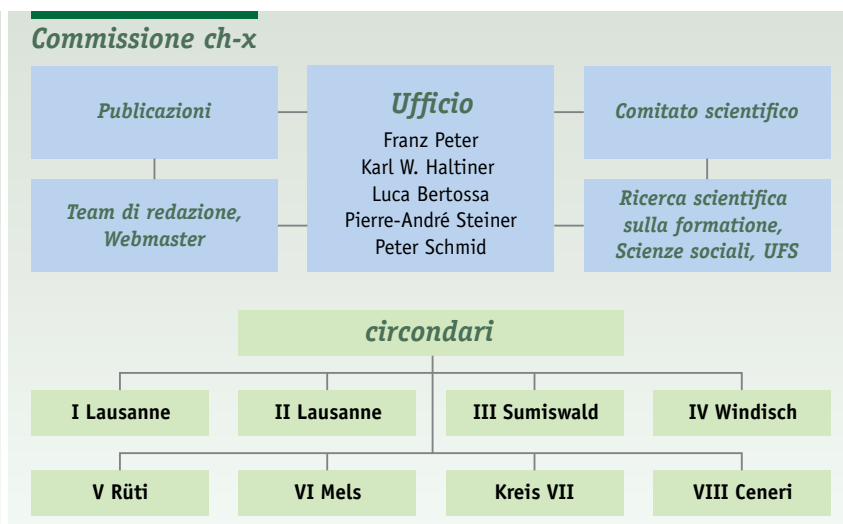 Commissione ch-x
Publicazioni
Ufficio
Franz Peter
Karl W. Haltiner
Luca Bertossa
Pierre-André Steiner
Peter Schmid
Comitato scientifico
Team di redazione,
Webmaster
Ricerca scientifica
sulla formatione,
Scienze sociali, UFS
circondari
I Lausanne
II Lausanne
III Sumiswald
IV Windisch
V Rüti
VI Mels
Kreis VII
VIII Ceneri